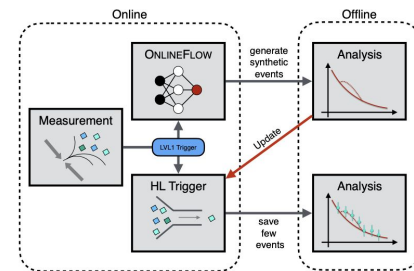 Online
Offline
ONLINEFLOW
generate
synthetic
events
Analysis
Measurement
LVL1 Trigger
Update
HL Trigger
save
few
events
Analysis